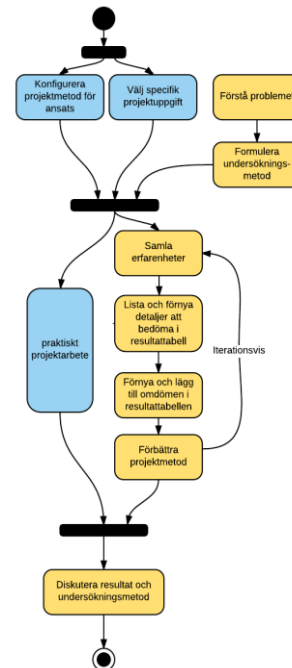 Konfigurera
projektmetod för
ansats
Välj specifik
projektuppgift
Förstå problemet
Formulera
undersöknings-
metod
Samla
erfarenheter
Lista och förnya
detaljer att
bedöma i
resultattabell
Iterationsvis
praktiskt
projektarbete
Förnya och lägg
till omdömen i
resultattabellen
Förbättra
projektmetod
Diskutera resultat och
undersökningsmetod